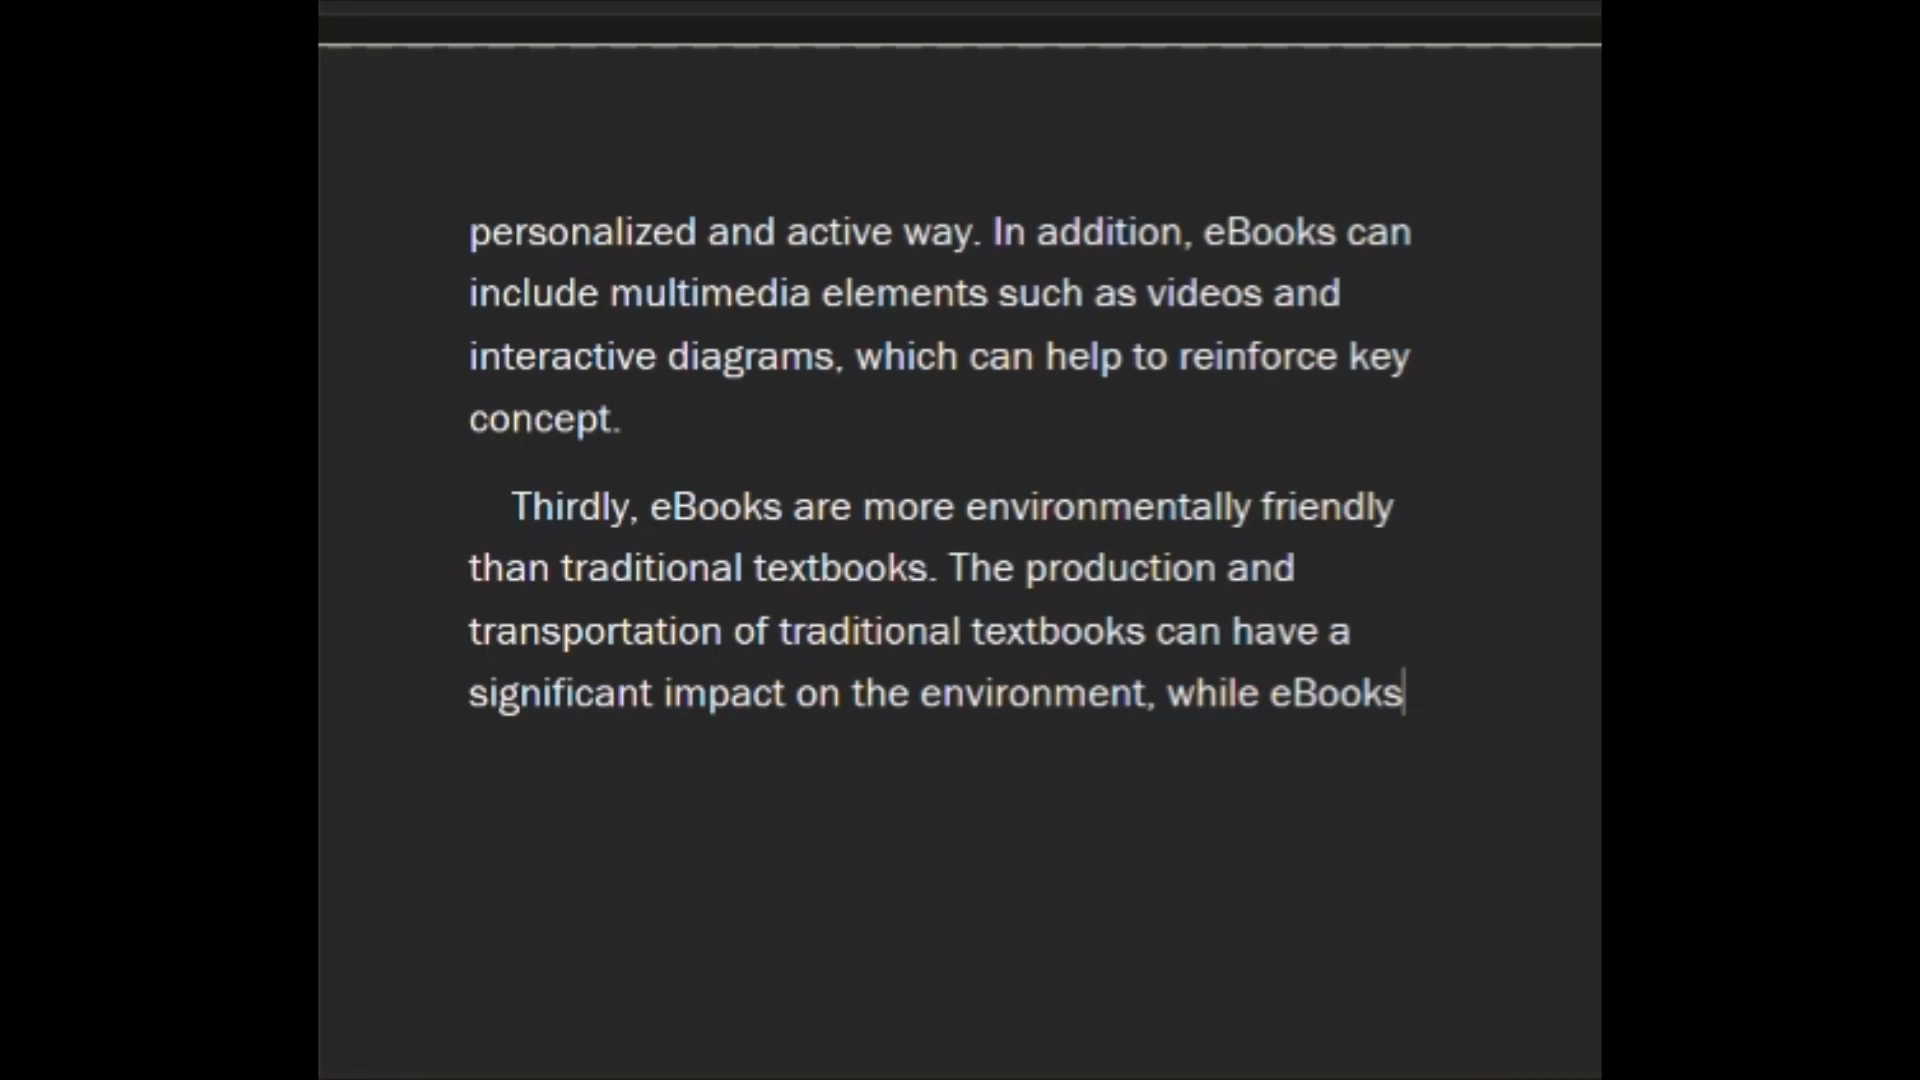 personalized and active way. In addition, eBooks can
include multimedia elements such as videos and
interactive diagrams, which can help to reinforce key
concept.
Thirdly, eBooks are more environmentally friendly
than traditional textbooks. The production and
transportation of traditional textbooks can have a
significant impact on the environment, while eBooks